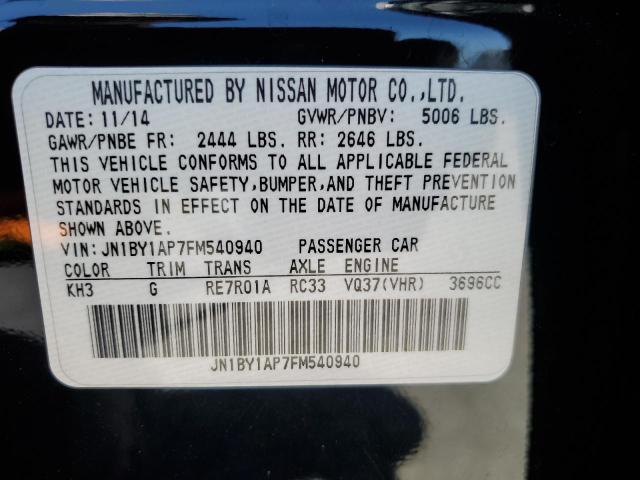 MANUFACTURED BY NISSAN MOTOR CO.,LTD.
DATE: 11/14 GVWR/PNBV: 5006 LBS.
GAWR/PNBE FR: 2444 LBS. RR: 2646 LBS.
THIS VEHICLE CONFORMS TO ALL APPLICABLE FEDERAL
MOTOR VEHICLE SAFETY,BUMPER,AND THEFT PREVENTION
STANDARDS IN EFFECT ON THE DATE OF MANUFACTURE
SHOWN ABOVE.
VIN:JN1BY1AP7FM540940 PASSENGER CAR
COLOR TRIM TRANS AXLE ENGINE
KH3 G RE7R01A RC33 VQ37(VHR) 3696CC
JN1BY1AP7FM540940